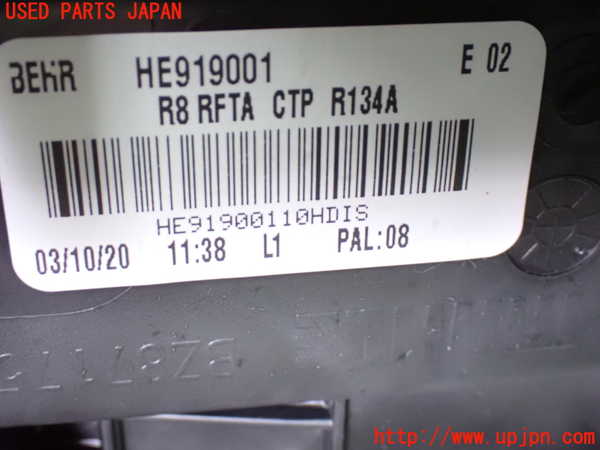 USED PARTS JAPAN
BEHR HE919001 E 02
R8 RFTA CTP R134A
HE91900110HDIS
03/10/20 11:38 L1 PAL:08
(C) UPJ
www.upjpn.com